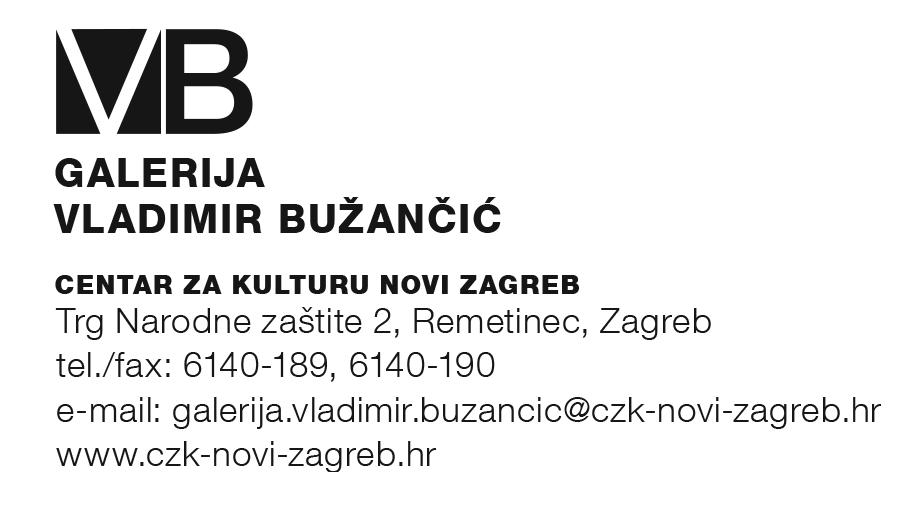 VB
GALERIJA
VLADIMIR BUŽANČIĆ
CENTAR ZA KULTURU NOVI ZAGREB
Trg Narodne zaštite 2, Remetinec, Zagreb
tel./fax: 6140-189, 6140-190
e-mail: galerija.vladimir.buzancic@czk-novi-zagreb.hr
www.czk-novi-zagreb.hr